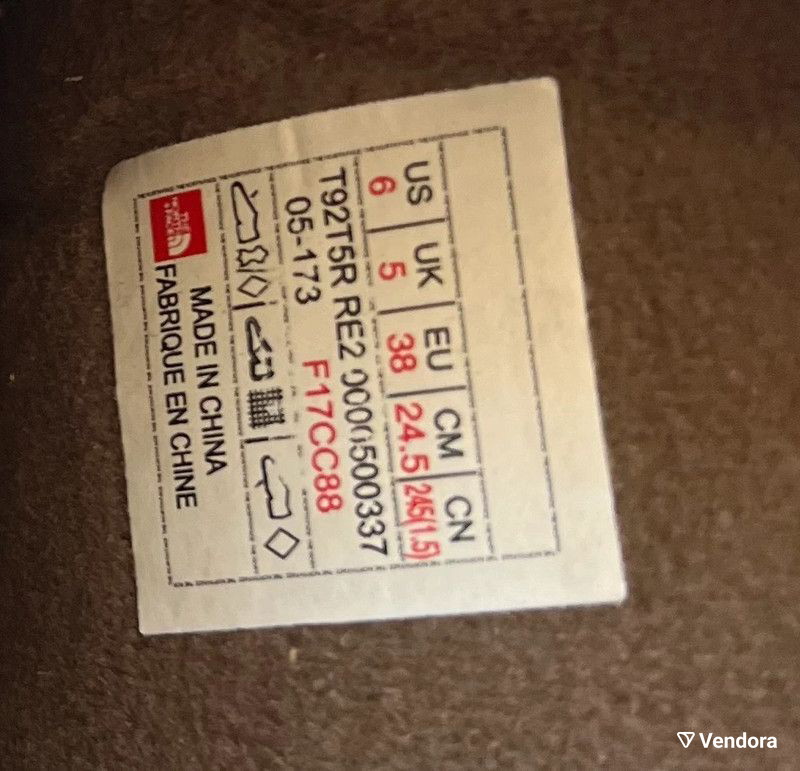 US | UK | EU | CM | CN
6 | 5 | 38 | 24.5 | 245(1.5)
T92T5R RE2 0000500337
05-173 F17CC88
THE NORTH FACE
MADE IN CHINA
FABRIQUE EN CHINE
Vendora